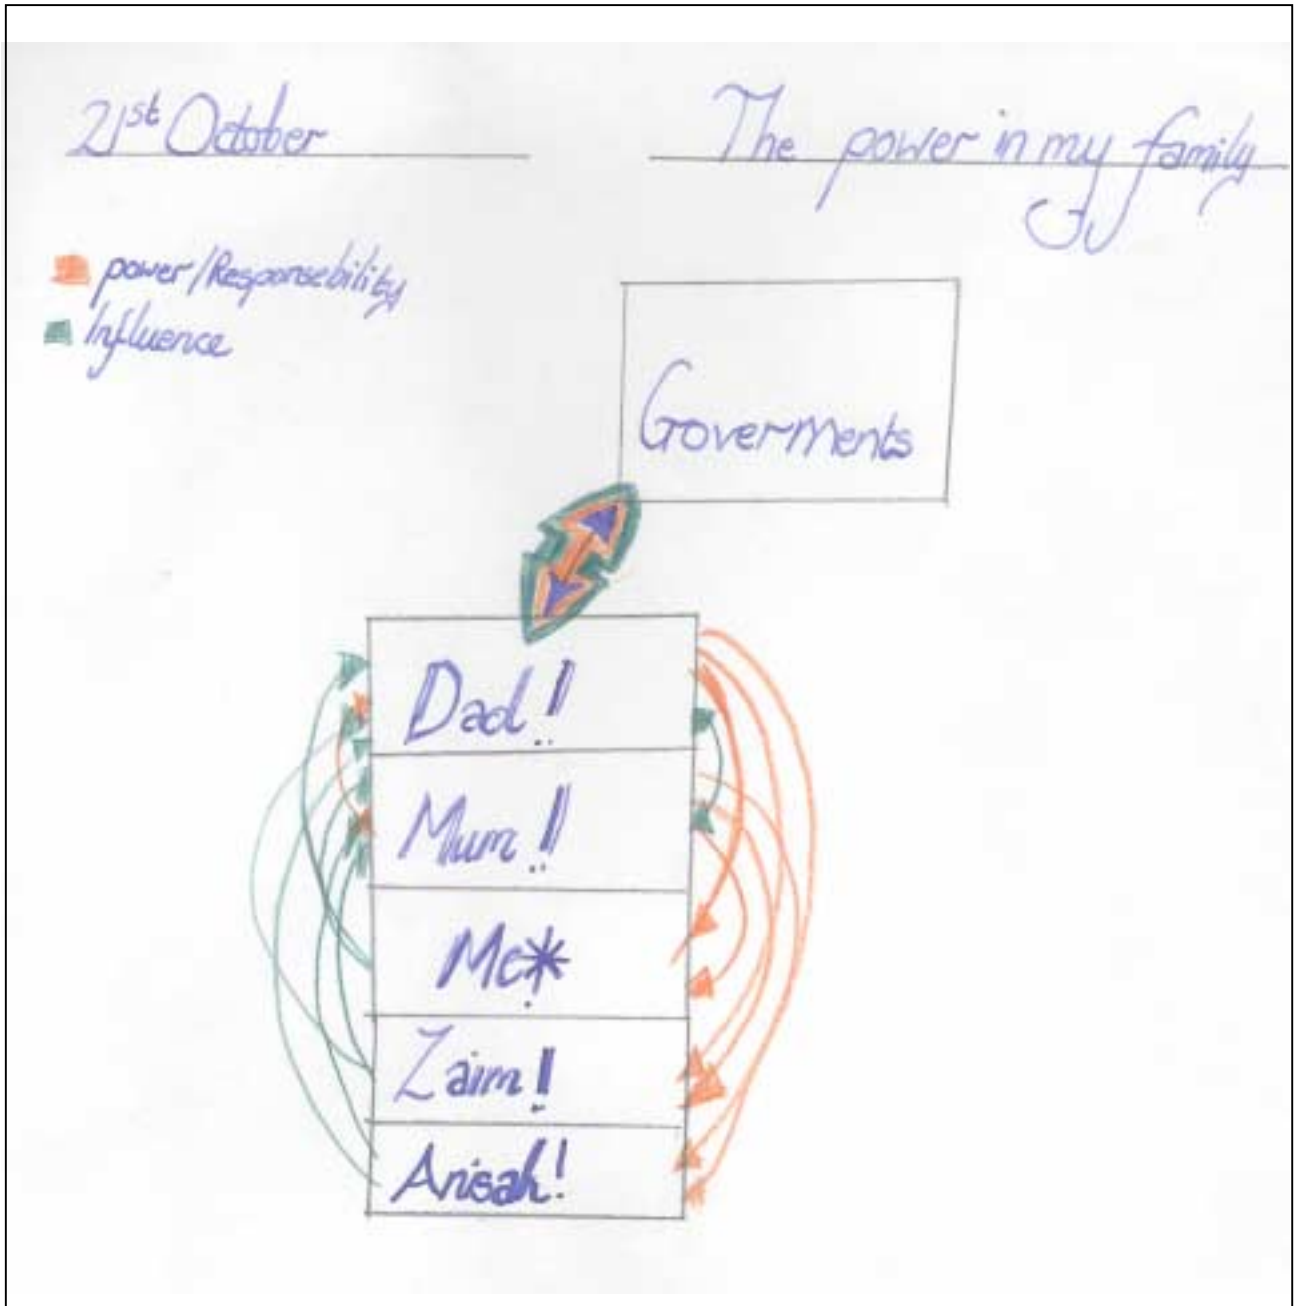 21st October
The power in my family
power/Responsebility
Influence
Goverments
Dad!
Mum!
Me*
Zaim!
Anisah!